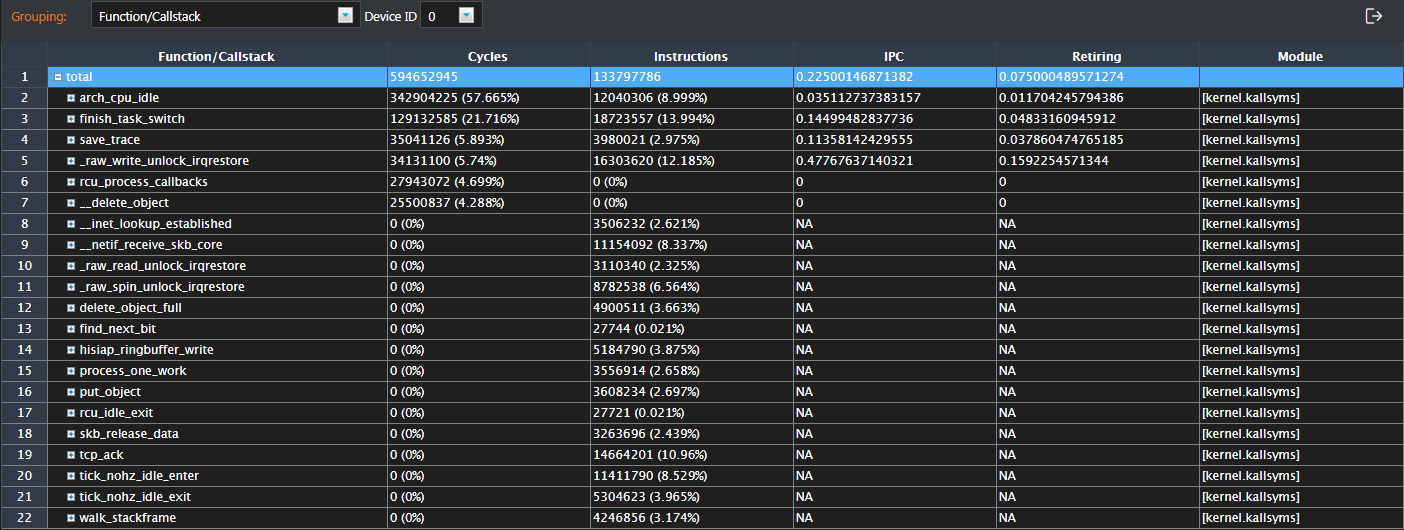 Grouping: Function/Callstack Device ID 0
Function/Callstack Cycles Instructions IPC Retiring Module
1 total 594652945 133797786 0.22500146871382 0.075000489571274
2 arch_cpu_idle 342904225 (57.665%) 12040306 (8.999%) 0.035112737383157 0.011704245794386 [kernel.kallsyms]
3 finish_task_switch 129132585 (21.716%) 18723557 (13.994%) 0.14499482837736 0.04833160945912 [kernel.kallsyms]
4 save_trace 35041126 (5.893%) 3980021 (2.975%) 0.11358142429555 0.037860474765185 [kernel.kallsyms]
5 _raw_write_unlock_irqrestore 34131100 (5.74%) 16303620 (12.185%) 0.47767637140321 0.1592254571344 [kernel.kallsyms]
6 rcu_process_callbacks 27943072 (4.699%) 0 (0%) 0 0 [kernel.kallsyms]
7 __delete_object 25500837 (4.288%) 0 (0%) 0 0 [kernel.kallsyms]
8 __inet_lookup_established 0 (0%) 3506232 (2.621%) NA NA [kernel.kallsyms]
9 __netif_receive_skb_core 0 (0%) 11154092 (8.337%) NA NA [kernel.kallsyms]
10 _raw_read_unlock_irqrestore 0 (0%) 3110340 (2.325%) NA NA [kernel.kallsyms]
11 _raw_spin_unlock_irqrestore 0 (0%) 8782538 (6.564%) NA NA [kernel.kallsyms]
12 delete_object_full 0 (0%) 4900511 (3.663%) NA NA [kernel.kallsyms]
13 find_next_bit 0 (0%) 27744 (0.021%) NA NA [kernel.kallsyms]
14 hisiap_ringbuffer_write 0 (0%) 5184790 (3.875%) NA NA [kernel.kallsyms]
15 process_one_work 0 (0%) 3556914 (2.658%) NA NA [kernel.kallsyms]
16 put_object 0 (0%) 3608234 (2.697%) NA NA [kernel.kallsyms]
17 rcu_idle_exit 0 (0%) 27721 (0.021%) NA NA [kernel.kallsyms]
18 skb_release_data 0 (0%) 3263696 (2.439%) NA NA [kernel.kallsyms]
19 tcp_ack 0 (0%) 14664201 (10.96%) NA NA [kernel.kallsyms]
20 tick_nohz_idle_enter 0 (0%) 11411790 (8.529%) NA NA [kernel.kallsyms]
21 tick_nohz_idle_exit 0 (0%) 5304623 (3.965%) NA NA [kernel.kallsyms]
22 walk_stackframe 0 (0%) 4246856 (3.174%) NA NA [kernel.kallsyms]